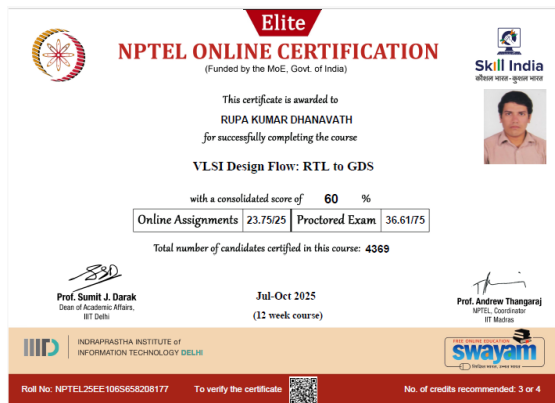 Elite
NPTEL ONLINE CERTIFICATION
(Funded by the MoE, Govt. of India)
Skill India
कौशल भारत - कुशल भारत
This certificate is awarded to
RUPA KUMAR DHANAVATH
for successfully completing the course
VLSI Design Flow: RTL to GDS
with a consolidated score of 60 %
Online Assignments 23.75/25 Proctored Exam 36.61/75
Total number of candidates certified in this course: 4369
Prof. Sumit J. Darak
Dean of Academic Affairs,
IIIT Delhi
Jul-Oct 2025
(12 week course)
Prof. Andrew Thangaraj
NPTEL, Coordinator
IIT Madras
INDRAPRASTHA INSTITUTE of
INFORMATION TECHNOLOGY DELHI
FREE ONLINE EDUCATION
swayam
शिक्षित भारत, उन्नत भारत
Roll No: NPTEL25EE106S658208177
To verify the certificate
No. of credits recommended: 3 or 4